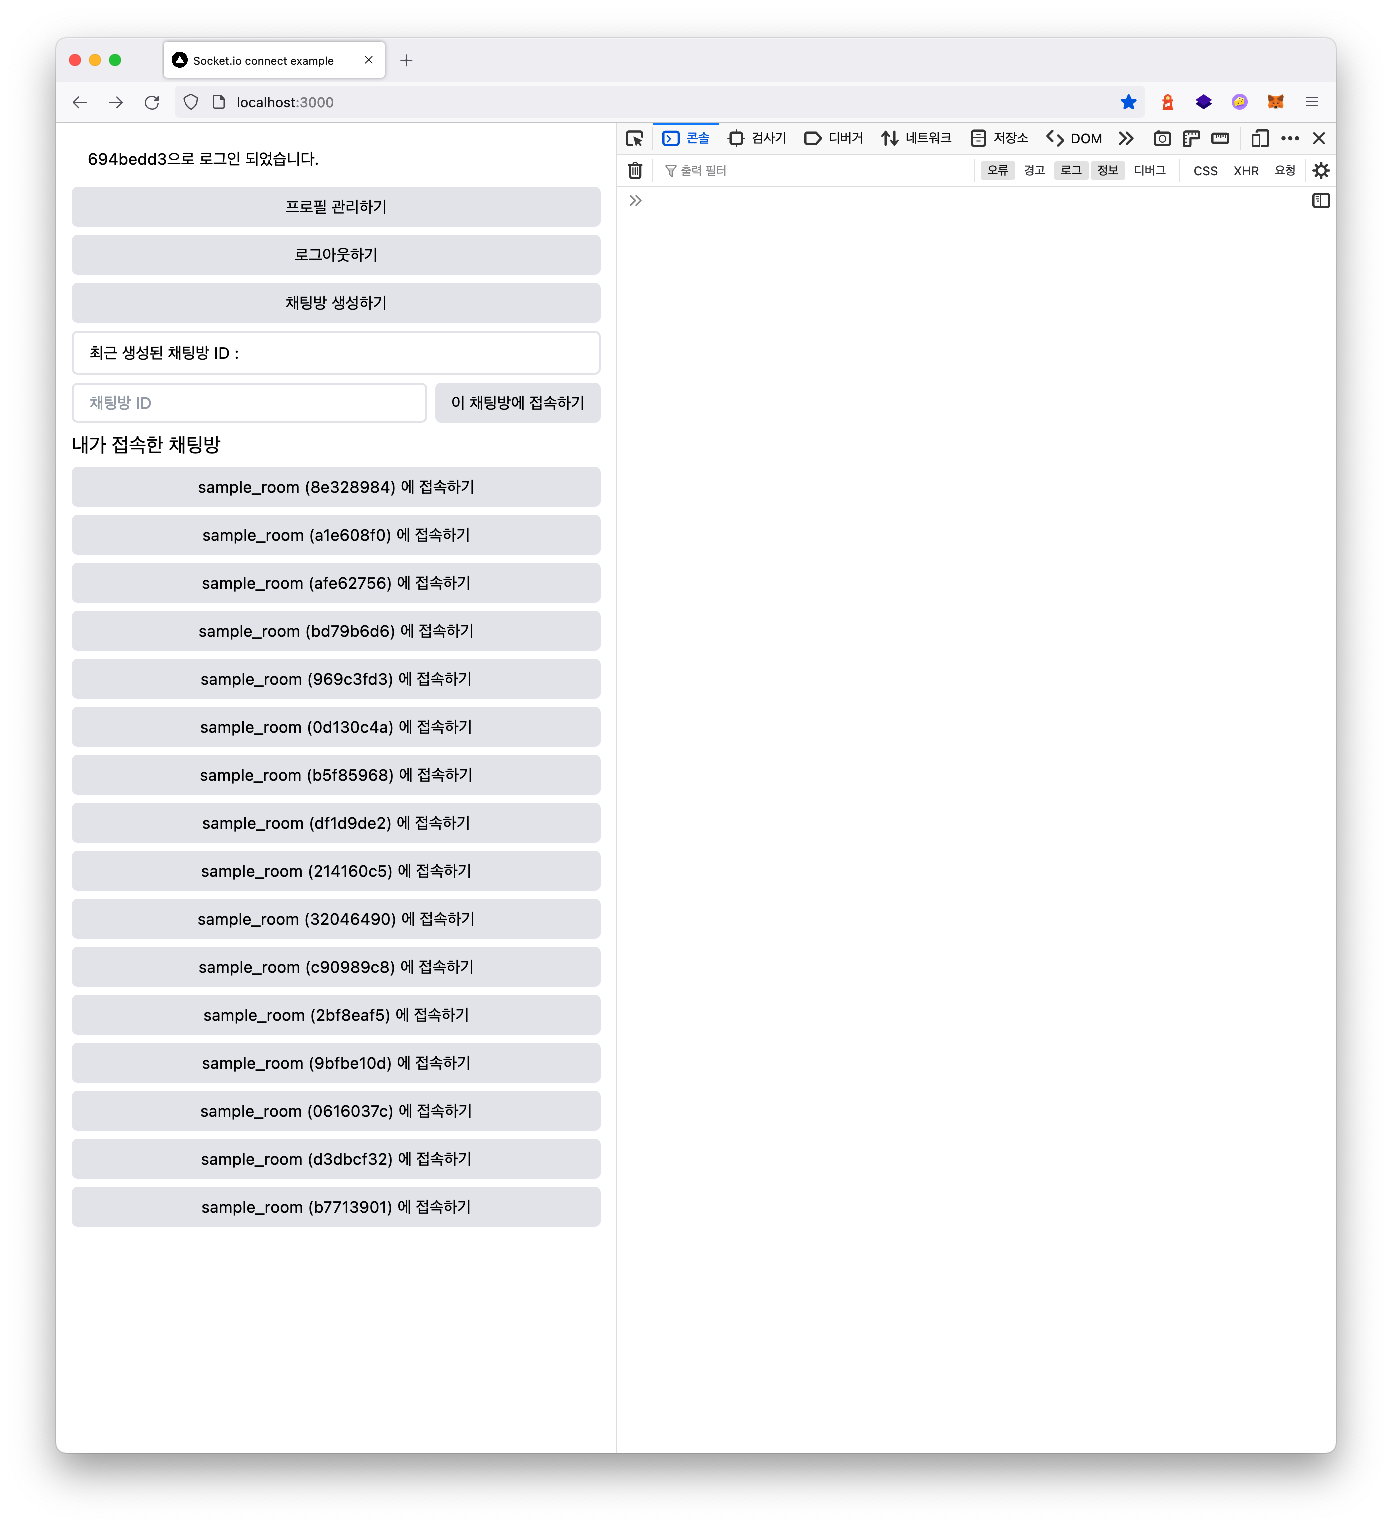 Socket.io connect example
localhost:3000
694bedd3으로 로그인 되었습니다.
프로필 관리하기
로그아웃하기
채팅방 생성하기
최근 생성된 채팅방 ID :
채팅방 ID
이 채팅방에 접속하기
내가 접속한 채팅방
sample_room (8e328984) 에 접속하기
sample_room (a1e608f0) 에 접속하기
sample_room (afe62756) 에 접속하기
sample_room (bd79b6d6) 에 접속하기
sample_room (969c3fd3) 에 접속하기
sample_room (0d130c4a) 에 접속하기
sample_room (b5f85968) 에 접속하기
sample_room (df1d9de2) 에 접속하기
sample_room (214160c5) 에 접속하기
sample_room (32046490) 에 접속하기
sample_room (c90989c8) 에 접속하기
sample_room (2bf8eaf5) 에 접속하기
sample_room (9bfbe10d) 에 접속하기
sample_room (0616037c) 에 접속하기
sample_room (d3dbcf32) 에 접속하기
sample_room (b7713901) 에 접속하기
콘솔 검사기 디버거 네트워크 저장소 DOM
출력 필터 오류 경고 로그 정보 디버그 CSS XHR 요청